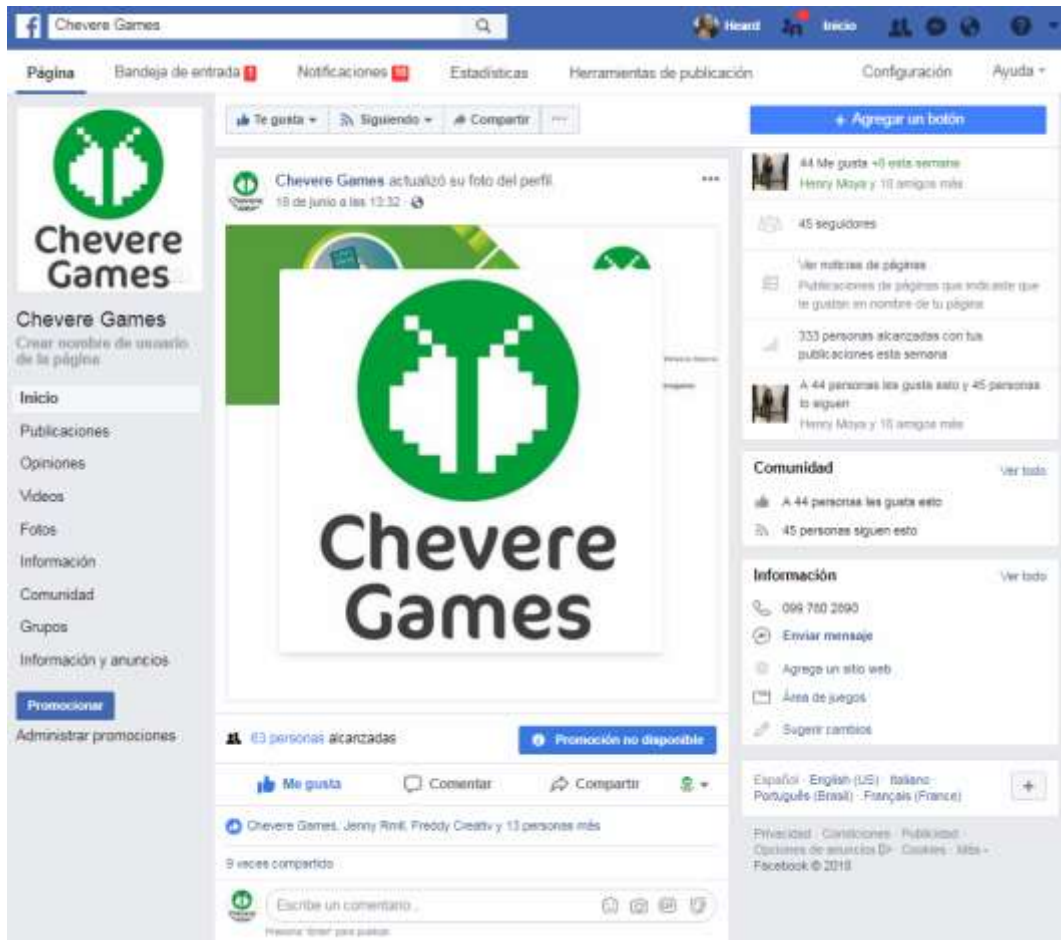 Chevere Games
Heard
Inicio
Página
Bandeja de entrada
Notificaciones
Estadísticas
Herramientas de publicación
Configuración
Ayuda
Chevere
Games
Chevere Games
Crear nombre de usuario
de la página
Inicio
Publicaciones
Opiniones
Videos
Fotos
Información
Comunidad
Grupos
Información y anuncios
Promocionar
Administrar promociones
Te gusta
Siguiendo
Compartir
Chevere Games actualizó su foto del perfil.
18 de junio a las 13:32
Chevere
Games
63 personas alcanzadas
Promoción no disponible
Me gusta
Comentar
Compartir
Chevere Games, Jenny Rmll, Freddy Creativ y 13 personas más
9 veces compartido
Escribe un comentario...
Presiona "Enter" para publicar.
+ Agregar un botón
44 Me gusta +6 esta semana
Henry Moya y 18 amigos más
45 seguidores
Ver noticias de páginas
Publicaciones de páginas que indicaste que
te gustan en nombre de tu página
333 personas alcanzadas con tus
publicaciones esta semana
A 44 personas les gusta esto y 45 personas
lo siguen
Henry Moya y 18 amigos más
Comunidad
Ver todo
A 44 personas les gusta esto
45 personas siguen esto
Información
Ver todo
099 760 2890
Enviar mensaje
Agrega un sitio web
Área de juegos
Sugerir cambios
Español · English (US) · Italiano ·
Português (Brasil) · Français (France)
Privacidad · Condiciones · Publicidad ·
Opciones de anuncios · Cookies · Más
Facebook © 2018